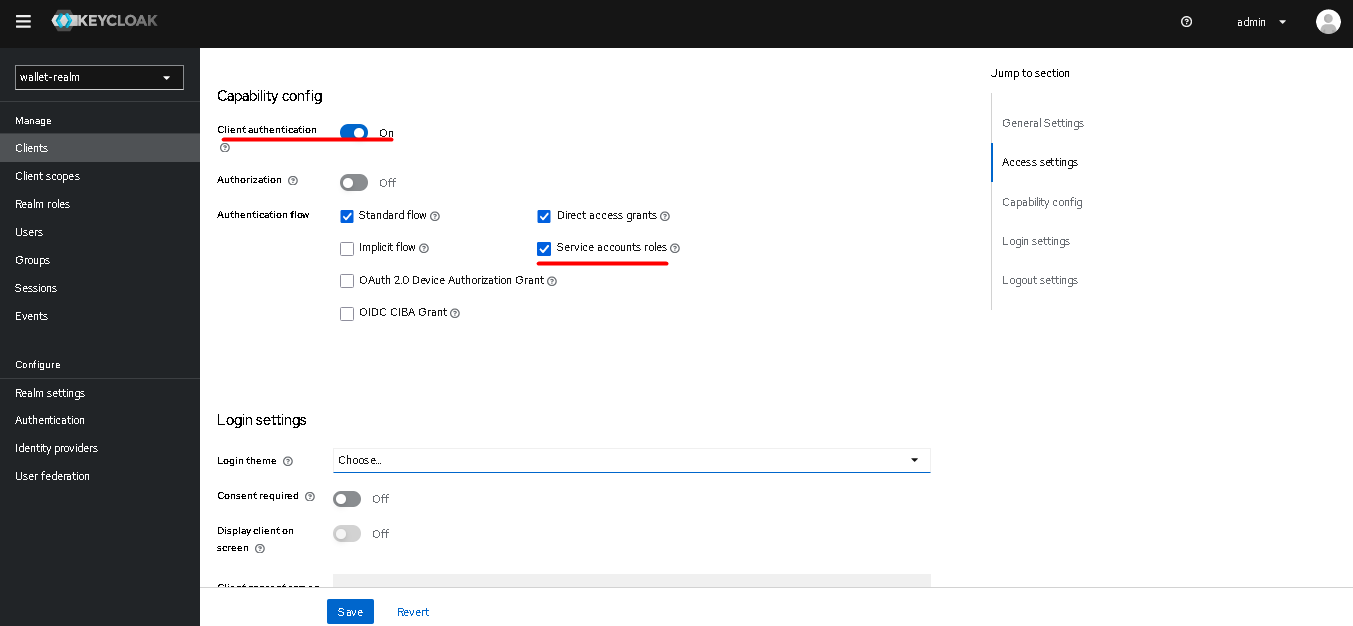 KEYCLOAK
admin
wallet-realm
Manage
Clients
Client scopes
Realm roles
Users
Groups
Sessions
Events
Configure
Realm settings
Authentication
Identity providers
User federation
Capability config
Client authentication
On
Authorization
Off
Authentication flow
Standard flow
Direct access grants
Implicit flow
Service accounts roles
OAuth 2.0 Device Authorization Grant
OIDC CIBA Grant
Login settings
Login theme
Choose...
Consent required
Off
Display client on
screen
Off
Save
Revert
Jump to section
General Settings
Access settings
Capability config
Login settings
Logout settings